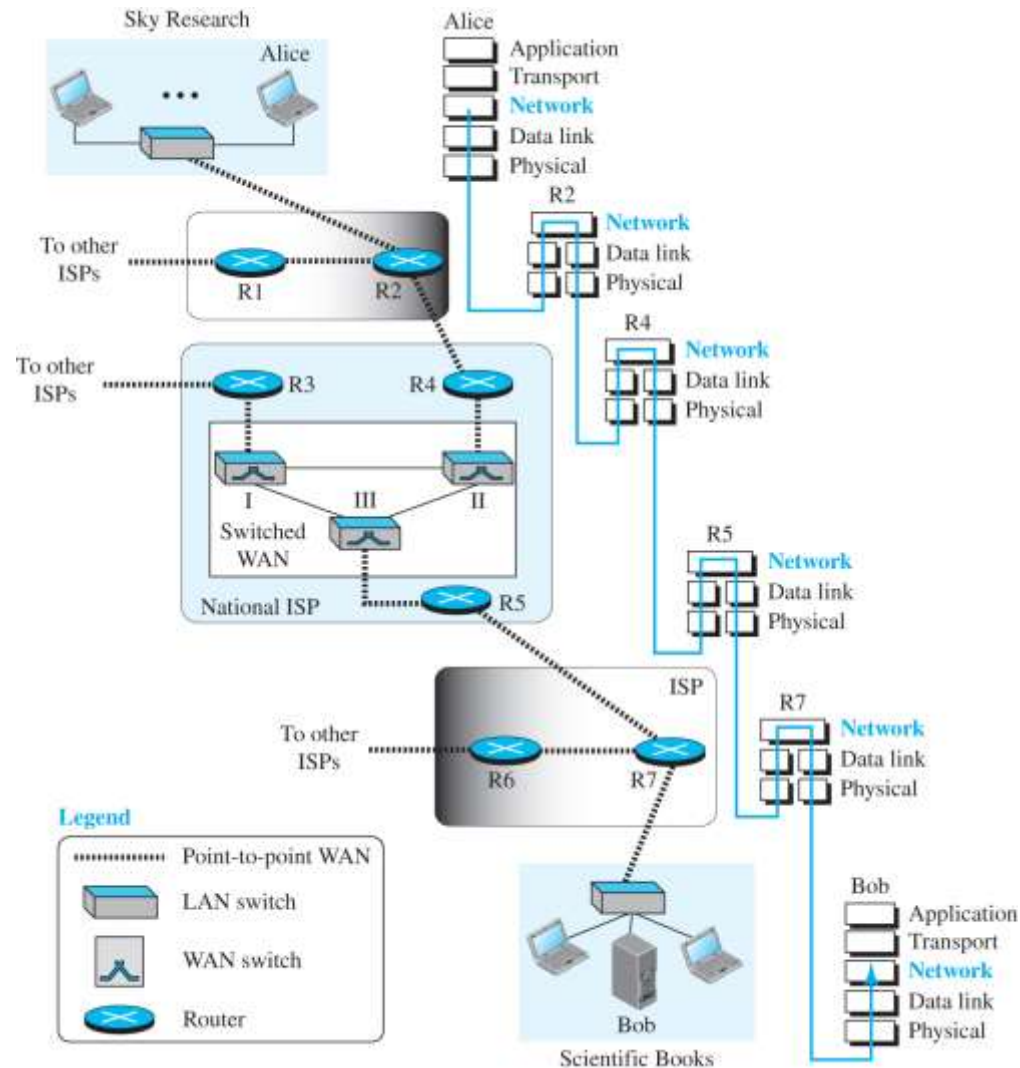 Sky Research
Alice
Alice
Application
Transport
Network
Data link
Physical
R2
Network
Data link
Physical
To other
ISPs
R1
R2
R4
Network
Data link
Physical
To other
ISPs
R3
R4
I
III
II
Switched
WAN
National ISP
R5
R5
Network
Data link
Physical
ISP
To other
ISPs
R6
R7
R7
Network
Data link
Physical
Legend
Point-to-point WAN
LAN switch
WAN switch
Router
Bob
Scientific Books
Bob
Application
Transport
Network
Data link
Physical